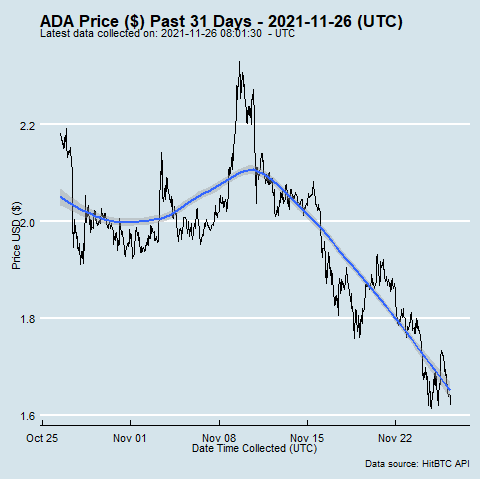 ADA Price ($) Past 31 Days - 2021-11-26 (UTC)
Latest data collected on: 2021-11-26 08:01:30 - UTC
2.2
2.0
1.8
1.6
Price USD ($)
Oct 25
Nov 01
Nov 08
Nov 15
Nov 22
Date Time Collected (UTC)
Data source: HitBTC API